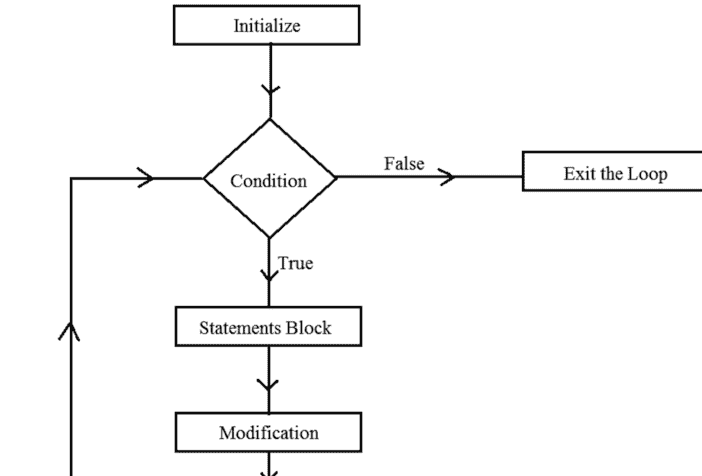 Initialize
Condition
False
Exit the Loop
True
Statements Block
Modification